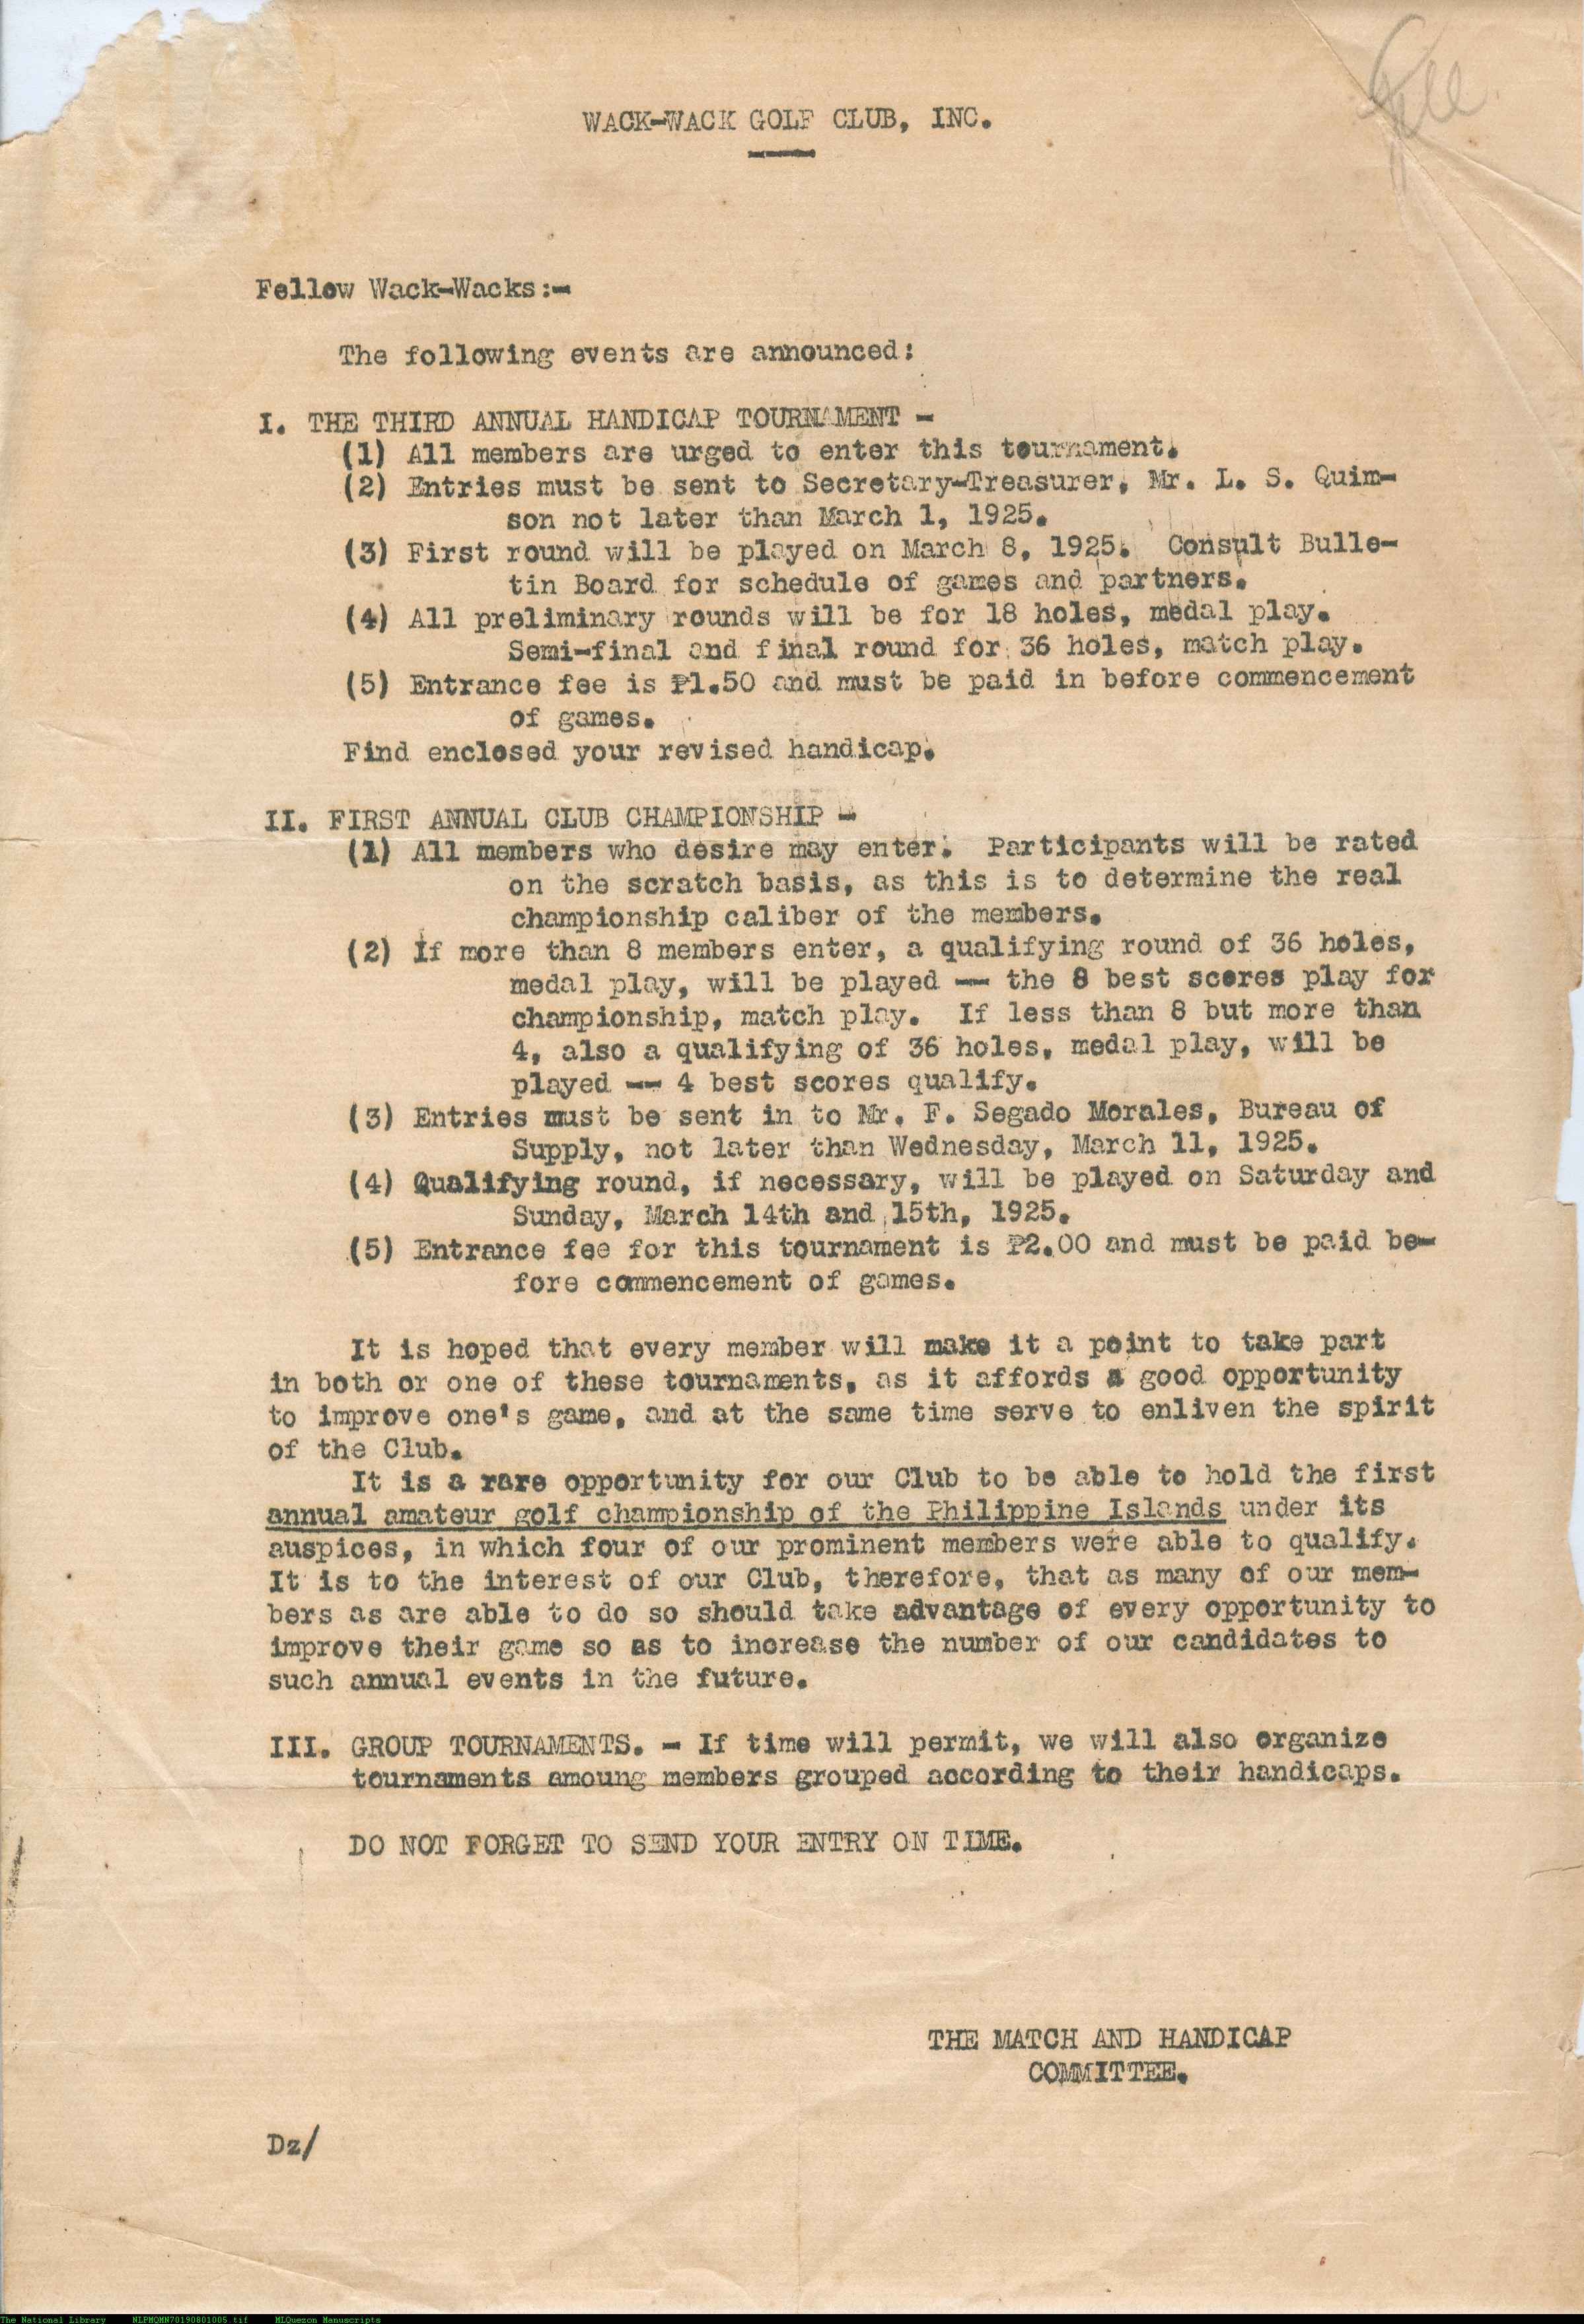 WACK-WACK GOLF CLUB, INC.
Fellow Wack-Wacks:-
The following events are announced:
I. THE THIRD ANNUAL HANDICAP TOURNAMENT -
(1) All members are urged to enter this tournament.
(2) Entries must be sent to Secretary-Treasurer, Mr. L. S. Quim-
son not later than March 1, 1925.
(3) First round will be played on March 8, 1925. Consult Bulle-
tin Board for schedule of games and partners.
(4) All preliminary rounds will be for 18 holes, medal play.
Semi-final and final round for 36 holes, match play.
(5) Entrance fee is ₱1.50 and must be paid in before commencement
of games.
Find enclosed your revised handicap.
II. FIRST ANNUAL CLUB CHAMPIONSHIP -
(1) All members who desire may enter. Participants will be rated
on the scratch basis, as this is to determine the real
championship caliber of the members.
(2) If more than 8 members enter, a qualifying round of 36 holes,
medal play, will be played -- the 8 best scores play for
championship, match play. If less than 8 but more than
4, also a qualifying of 36 holes, medal play, will be
played -- 4 best scores qualify.
(3) Entries must be sent in to Mr. F. Segado Morales, Bureau of
Supply, not later than Wednesday, March 11, 1925.
(4) Qualifying round, if necessary, will be played on Saturday and
Sunday, March 14th and 15th, 1925.
(5) Entrance fee for this tournament is ₱2.00 and must be paid be-
fore commencement of games.
It is hoped that every member will make it a point to take part
in both or one of these tournaments, as it affords a good opportunity
to improve one's game, and at the same time serve to enliven the spirit
of the Club.
It is a rare opportunity for our Club to be able to hold the first
annual amateur golf championship of the Philippine Islands under its
auspices, in which four of our prominent members were able to qualify.
It is to the interest of our Club, therefore, that as many of our mem-
bers as are able to do so should take advantage of every opportunity to
improve their game so as to increase the number of our candidates to
such annual events in the future.
III. GROUP TOURNAMENTS. - If time will permit, we will also organize
tournaments amoung members grouped according to their handicaps.
DO NOT FORGET TO SEND YOUR ENTRY ON TIME.
THE MATCH AND HANDICAP
COMMITTEE.
Dz/
The National Library NLPMQMN70190801005.tif MLQuezon Manuscripts